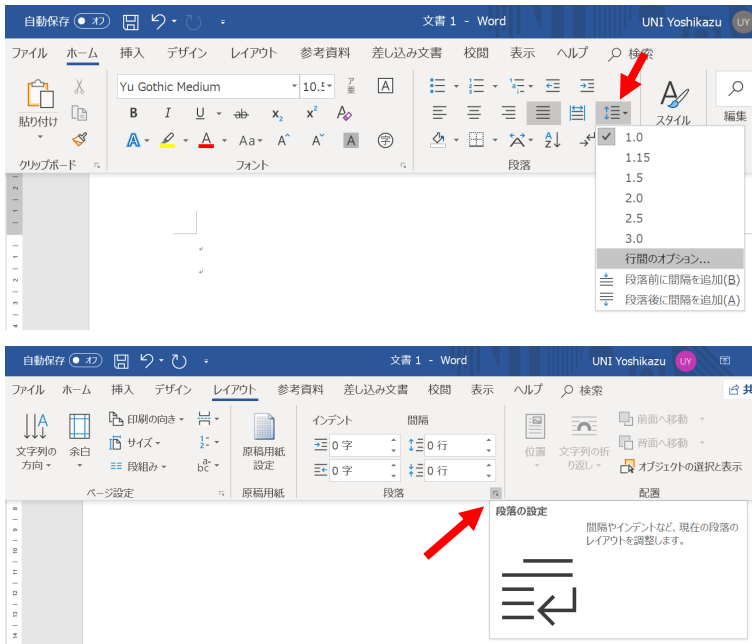 自動保存 オフ 文書 1 - Word UNI Yoshikazu UY
ファイル ホーム 挿入 デザイン レイアウト 参考資料 差し込み文書 校閲 表示 ヘルプ 検索
Yu Gothic Medium 10.5 ア亜 A
貼り付け B I U ab x₂ x² A スタイル 編集
A A A Aa A A A 字
クリップボード フォント 段落
1.0
1.15
1.5
2.0
2.5
3.0
行間のオプション...
段落前に間隔を追加(B)
段落後に間隔を追加(A)
自動保存 オフ 文書 1 - Word UNI Yoshikazu UY
ファイル ホーム 挿入 デザイン レイアウト 参考資料 差し込み文書 校閲 表示 ヘルプ 検索 共
文字列の方向 余白 印刷の向き サイズ 段組み 原稿用紙設定 インデント 間隔
0 字 0 行
0 字 0 行
位置 文字列の折り返し 前面へ移動 背面へ移動 オブジェクトの選択と表示
ページ設定 原稿用紙 段落 配置
段落の設定
間隔やインデントなど、現在の段落の
レイアウトを調整します。